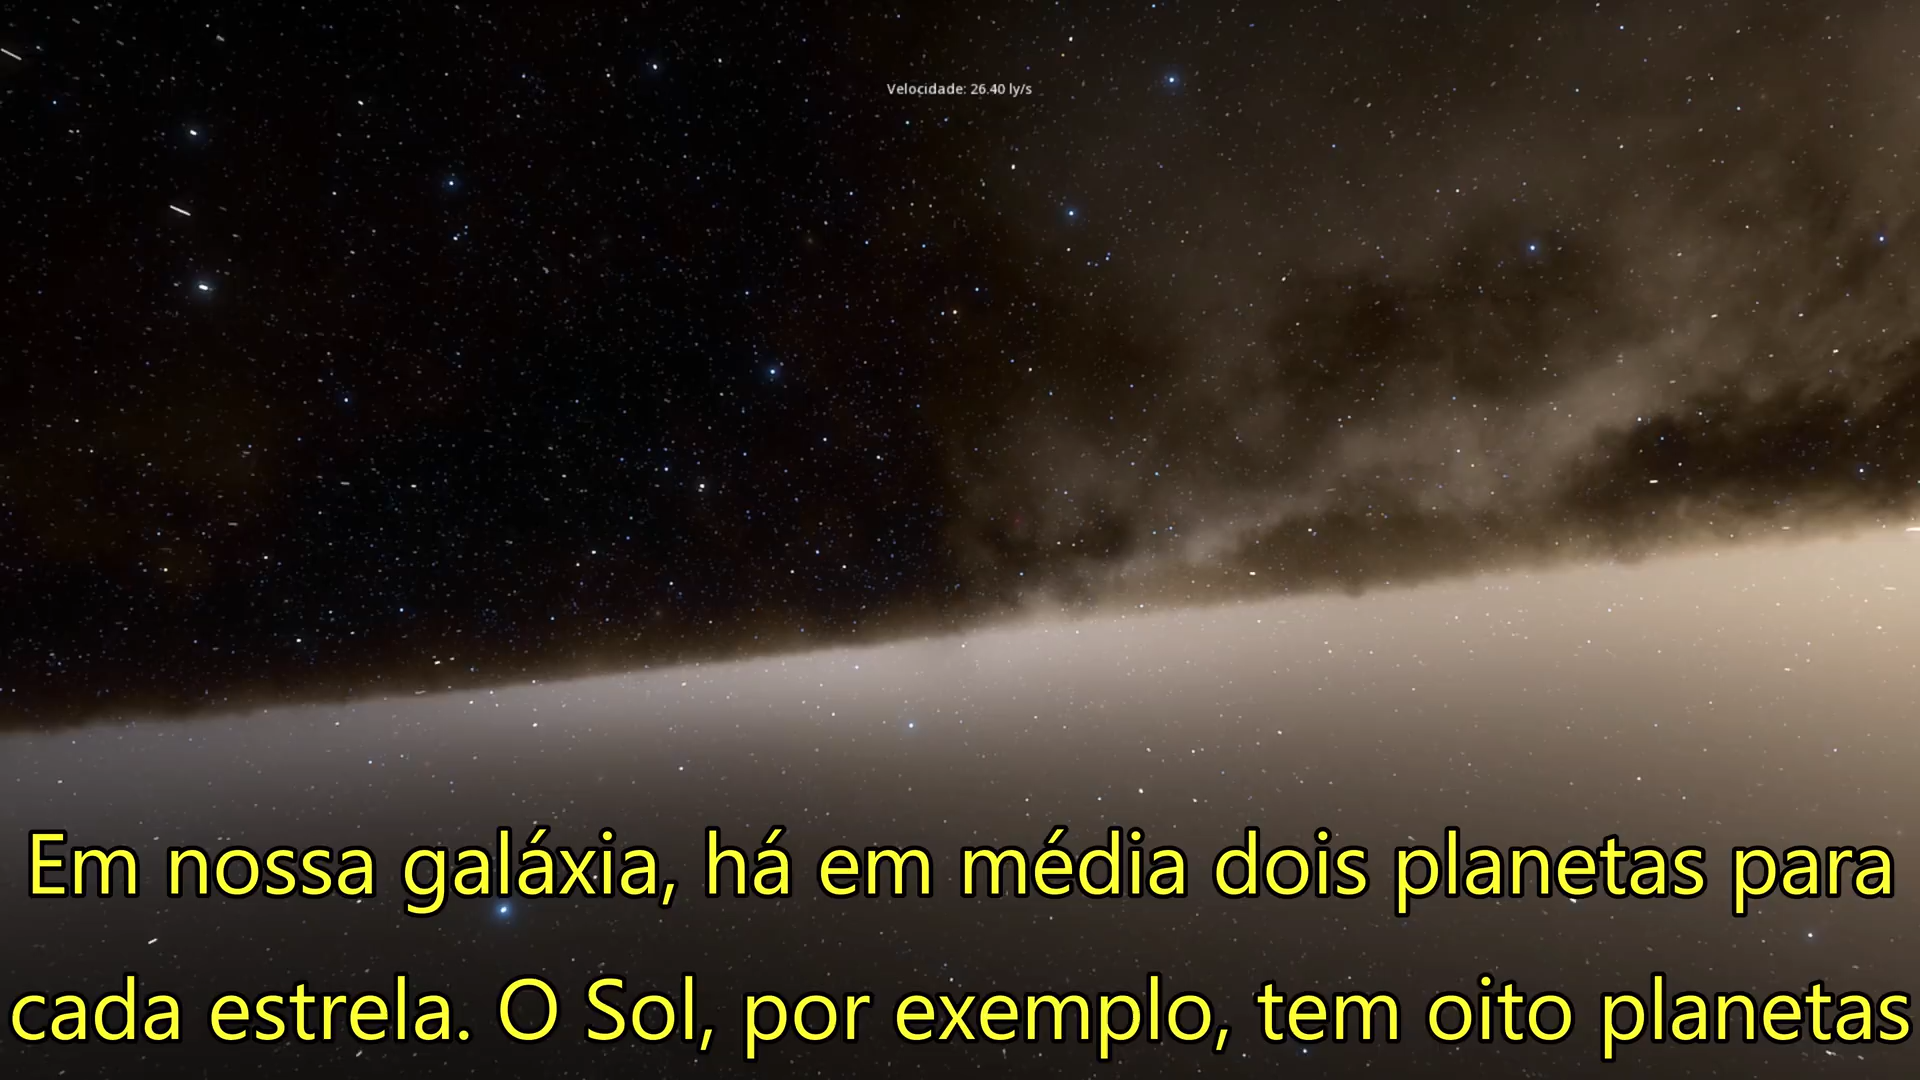 Velocidade: 26.40 ly/s
Em nossa galáxia, há em média dois planetas para
cada estrela. O Sol, por exemplo, tem oito planetas